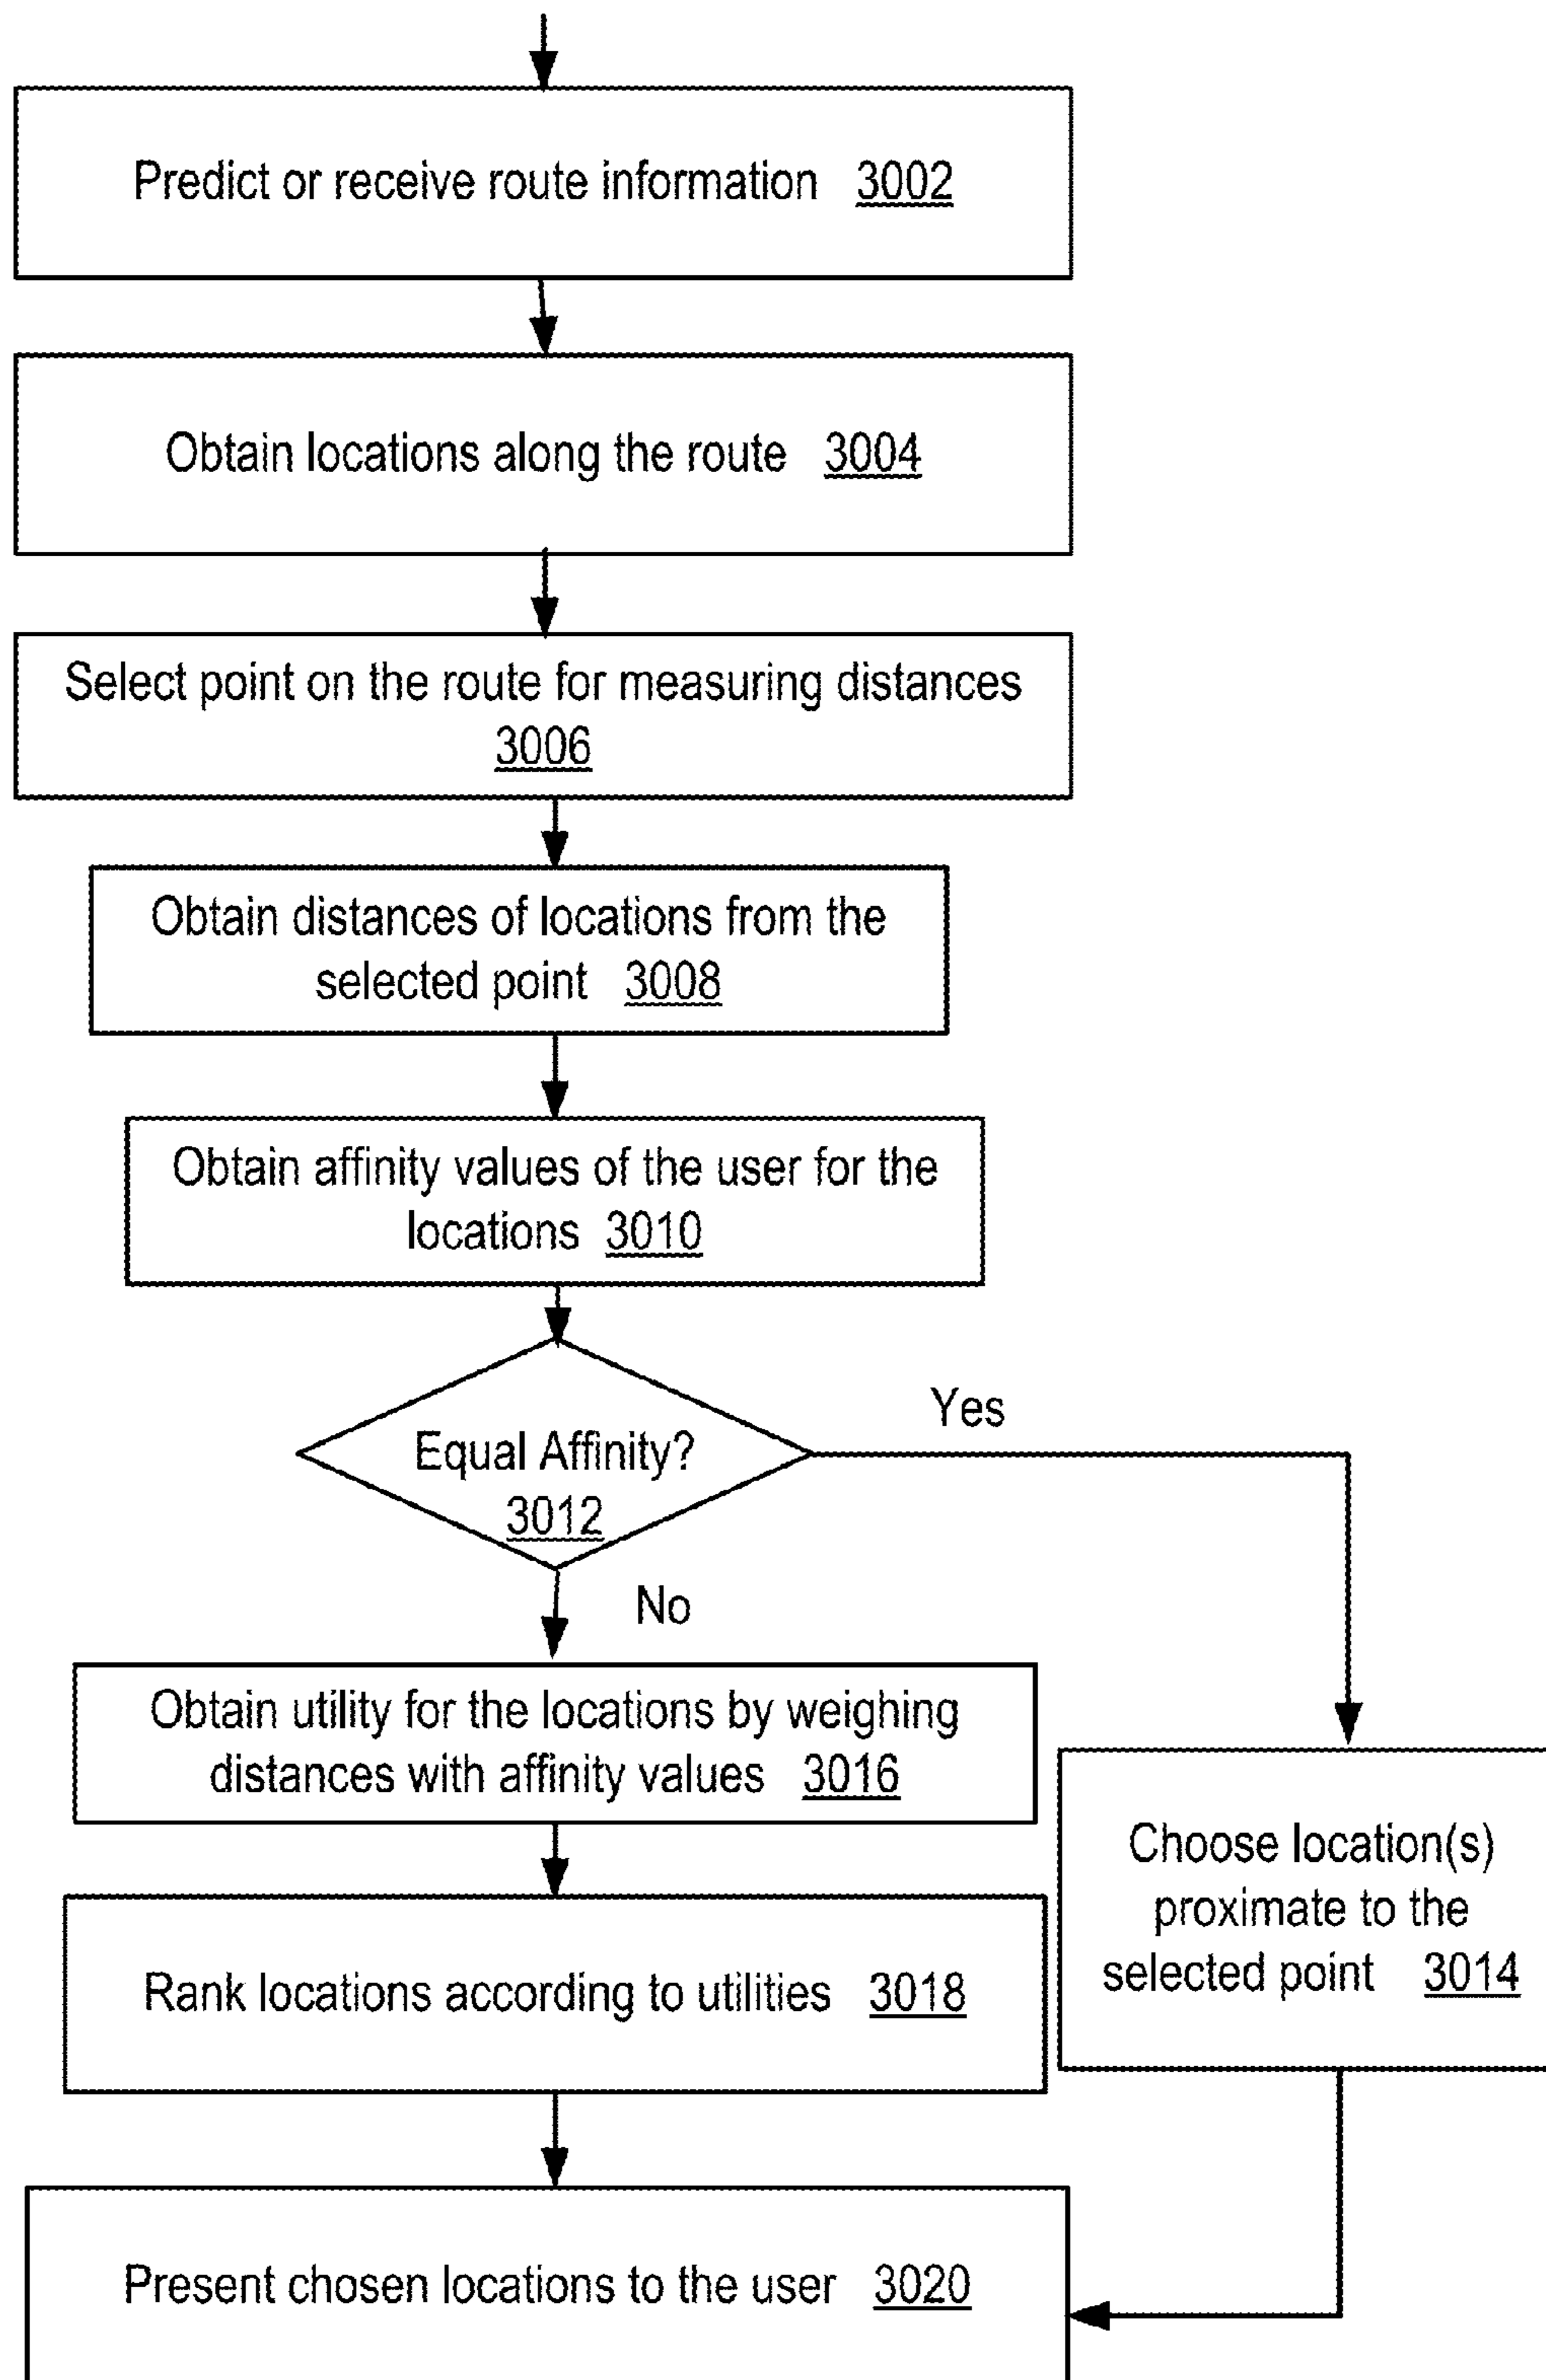 Predict or receive route information 3002
Obtain locations along the route 3004
Select point on the route for measuring distances
3006
Obtain distances of locations from the
selected point 3008
Obtain affinity values of the user for the
locations 3010
Equal Affinity?
3012
Yes
No
Obtain utility for the locations by weighing
distances with affinity values 3016
Choose location(s)
proximate to the
selected point 3014
Rank locations according to utilities 3018
Present chosen locations to the user 3020